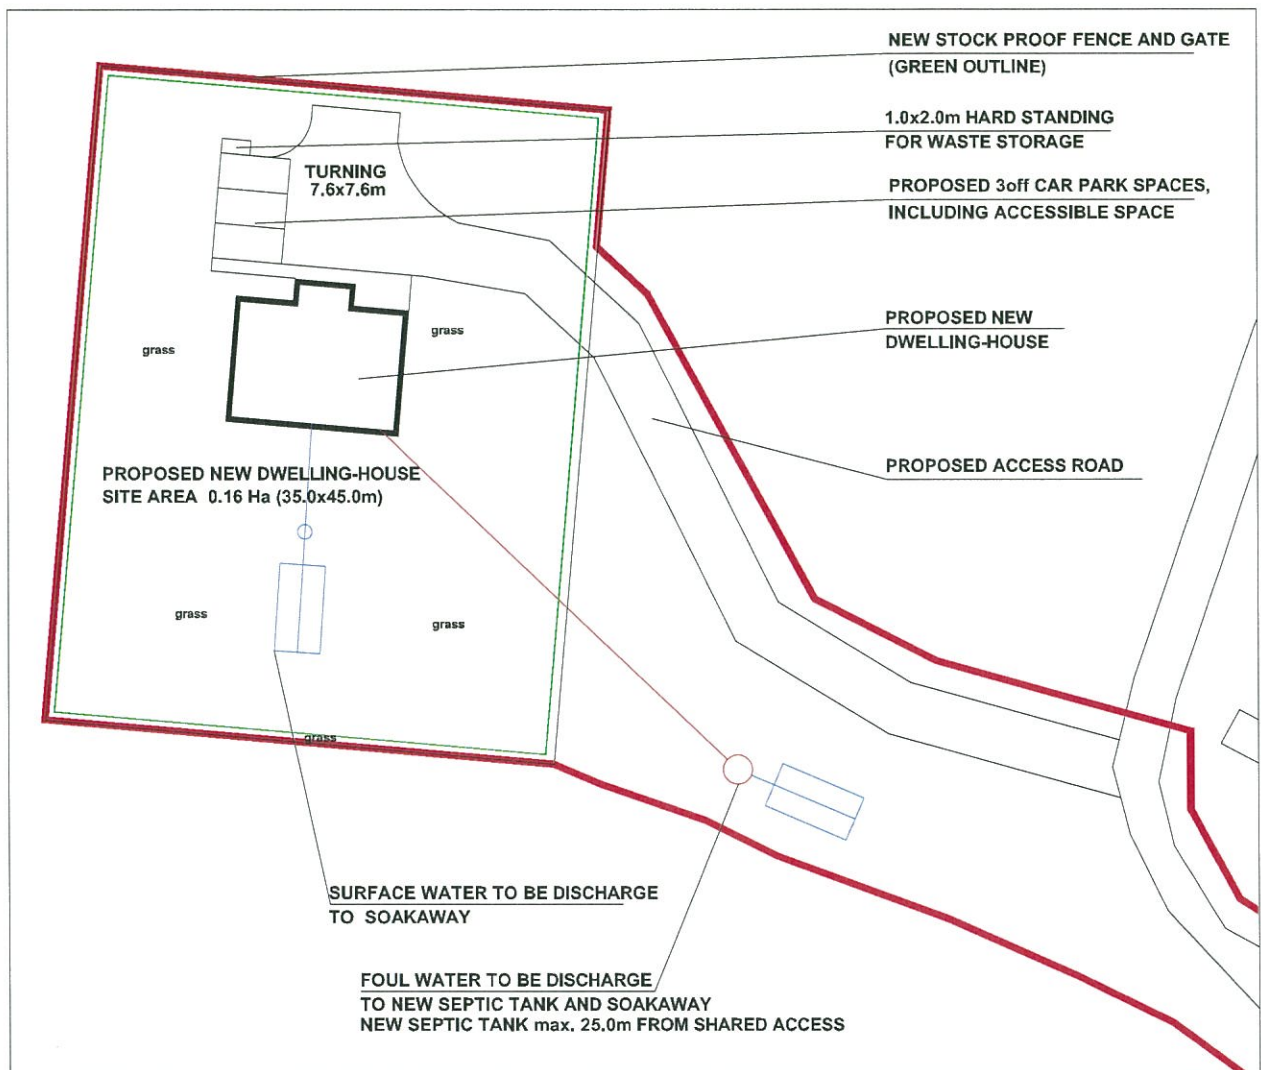 NEW STOCK PROOF FENCE AND GATE
(GREEN OUTLINE)
1.0x2.0m HARD STANDING
FOR WASTE STORAGE
TURNING
7.6x7.6m
PROPOSED 3off CAR PARK SPACES,
INCLUDING ACCESSIBLE SPACE
PROPOSED NEW
DWELLING-HOUSE
grass
grass
PROPOSED ACCESS ROAD
PROPOSED NEW DWELLING-HOUSE
SITE AREA 0.16 Ha (35.0x45.0m)
grass
grass
grass
SURFACE WATER TO BE DISCHARGE
TO SOAKAWAY
FOUL WATER TO BE DISCHARGE
TO NEW SEPTIC TANK AND SOAKAWAY
NEW SEPTIC TANK max. 25.0m FROM SHARED ACCESS